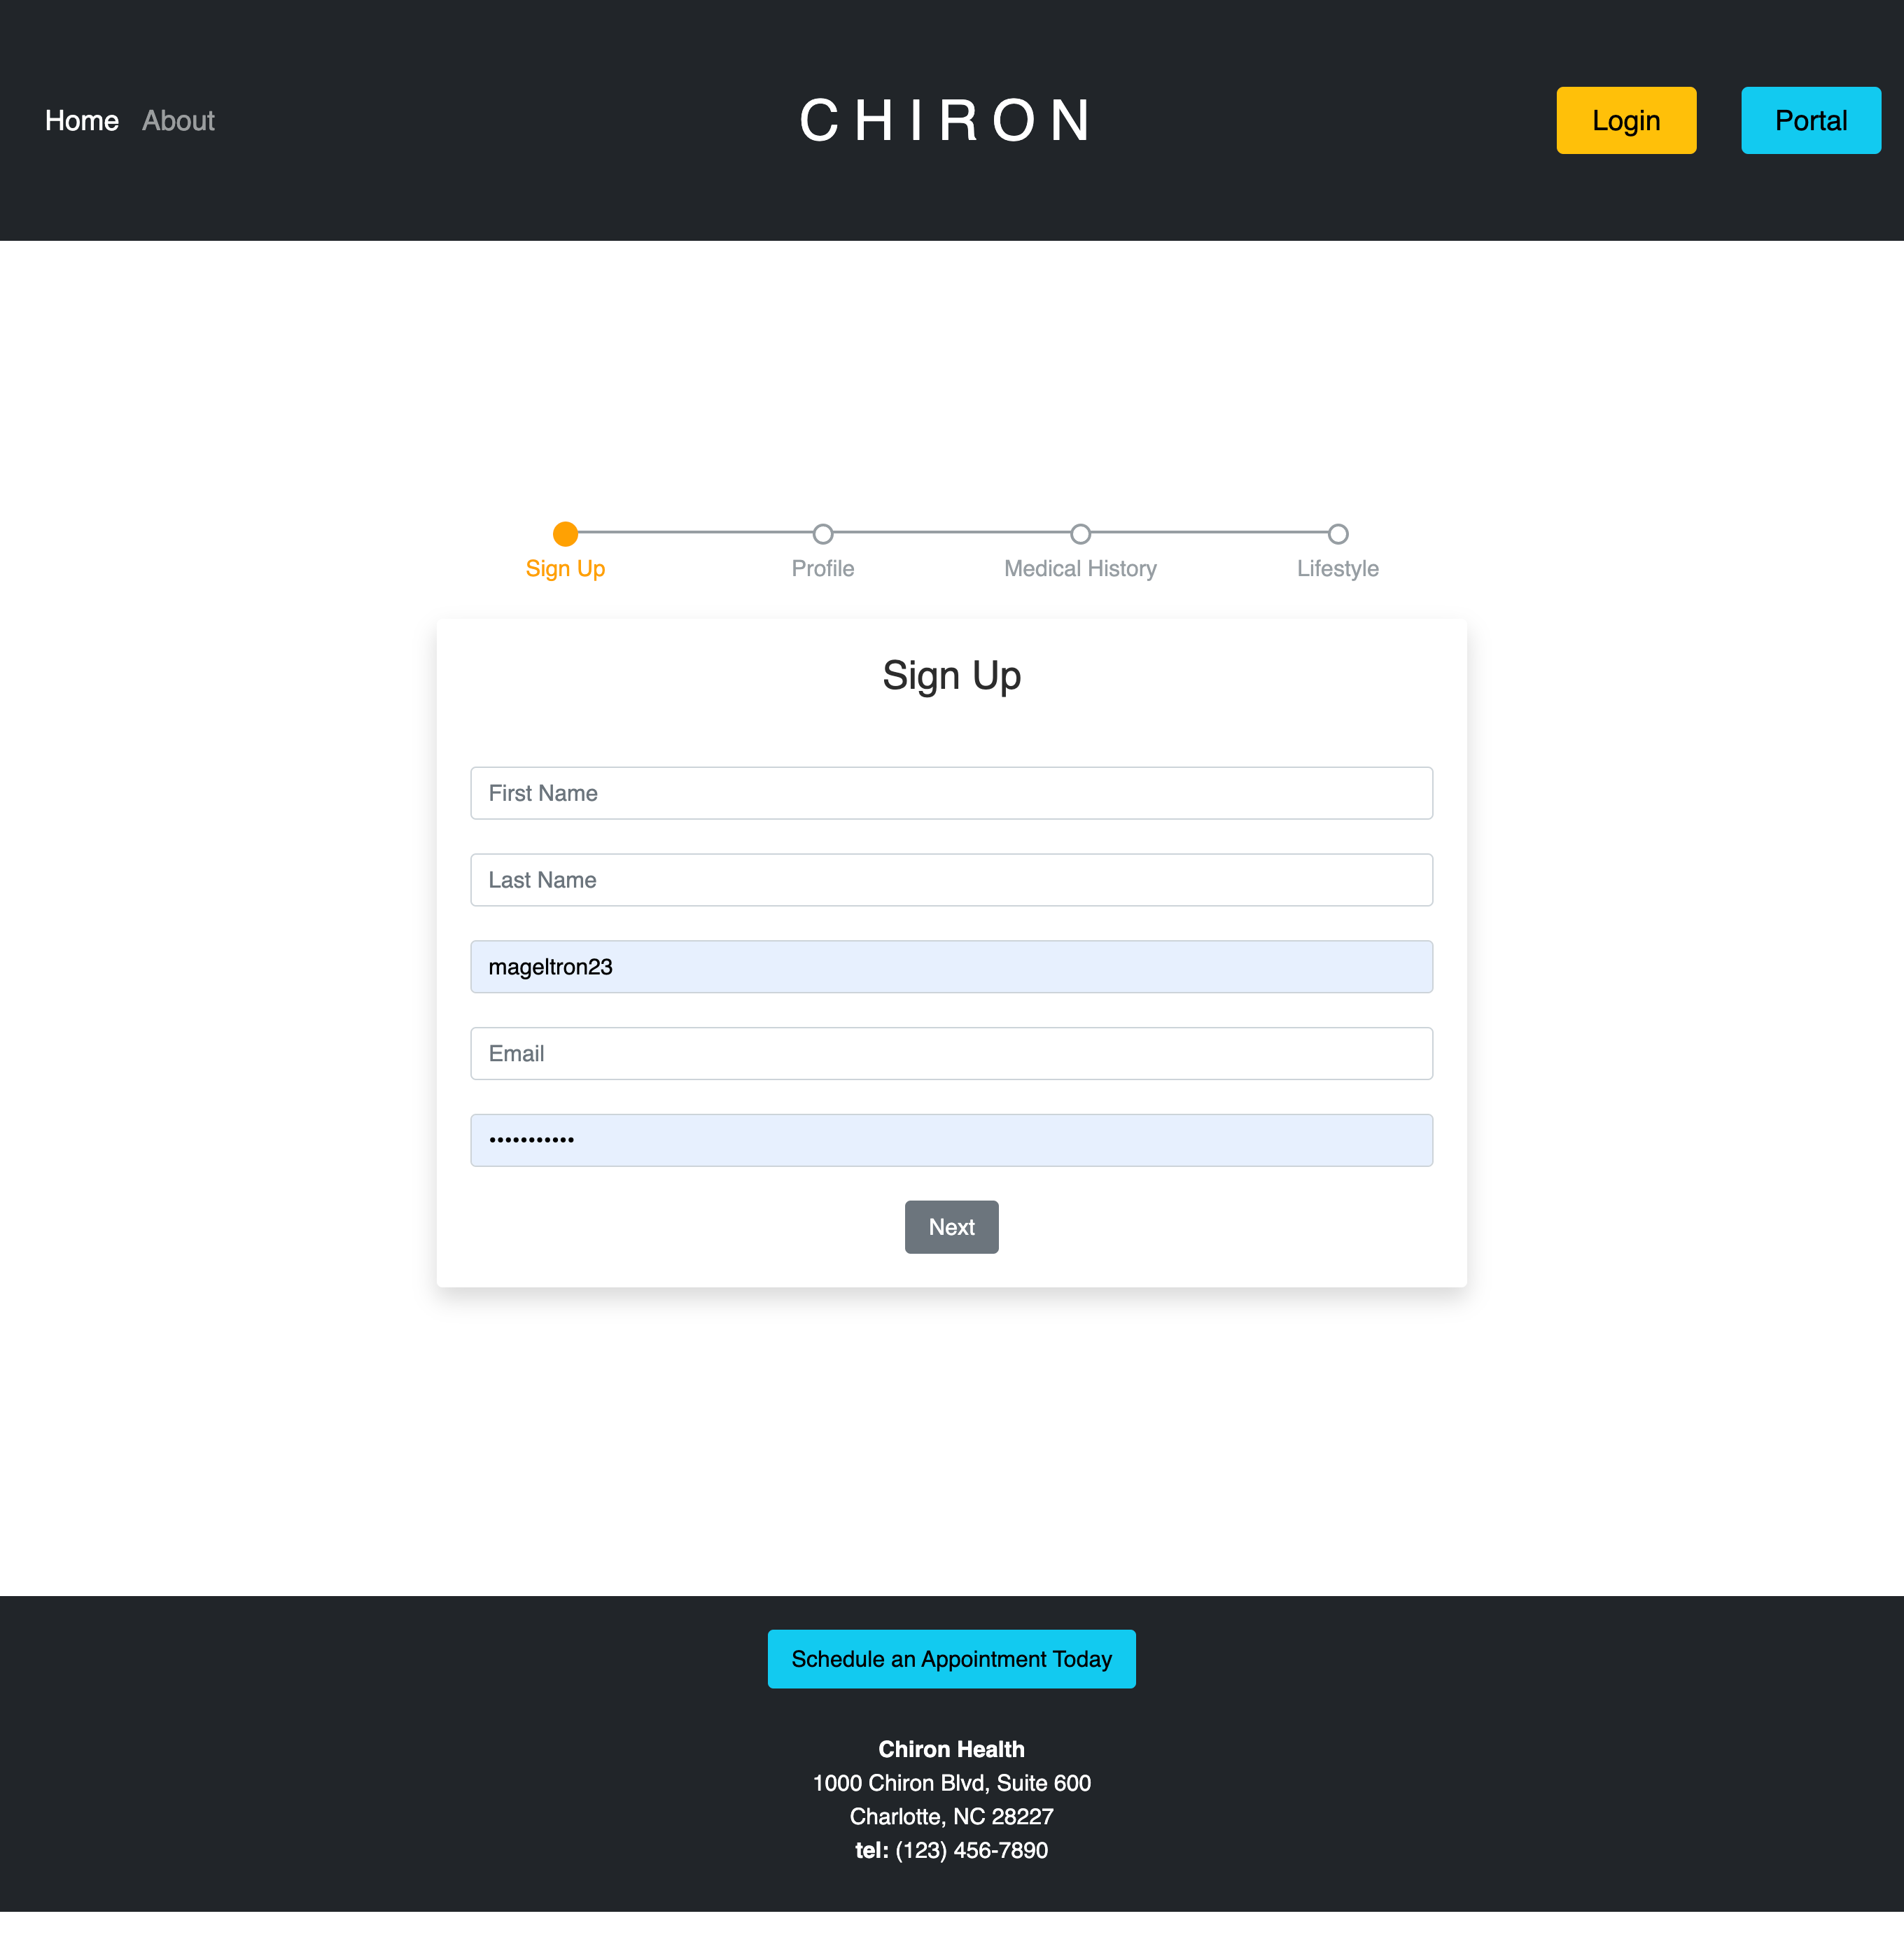 Home About CHIRON Login Portal
Sign Up Profile Medical History Lifestyle
Sign Up
First Name
Last Name
mageltron23
Email
•••••••••••
Next
Schedule an Appointment Today
Chiron Health
1000 Chiron Blvd, Suite 600
Charlotte, NC 28227
tel: (123) 456-7890